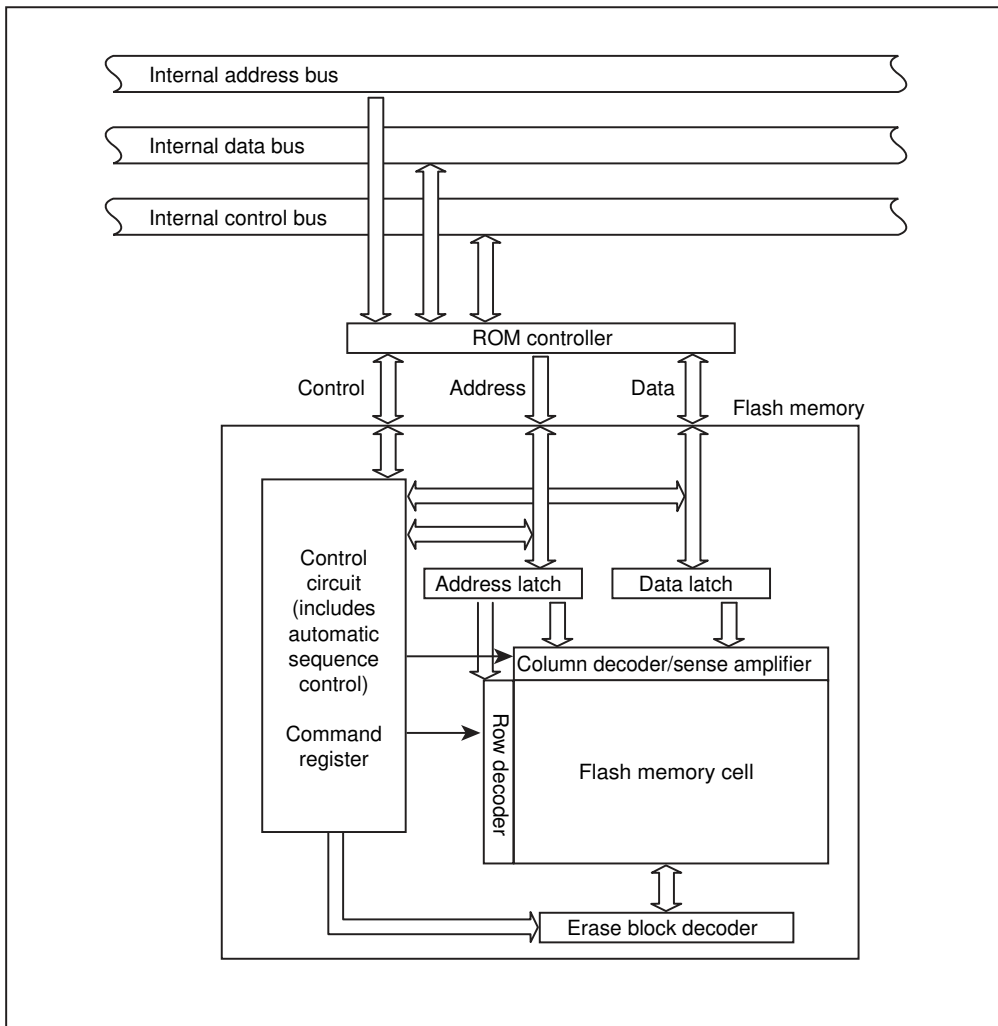 Internal address bus
Internal data bus
Internal control bus
ROM controller
Control
Address
Data
Flash memory
Control
circuit
(includes
automatic
sequence
control)
Command
register
Address latch
Data latch
Column decoder/sense amplifier
Row decoder
Flash memory cell
Erase block decoder